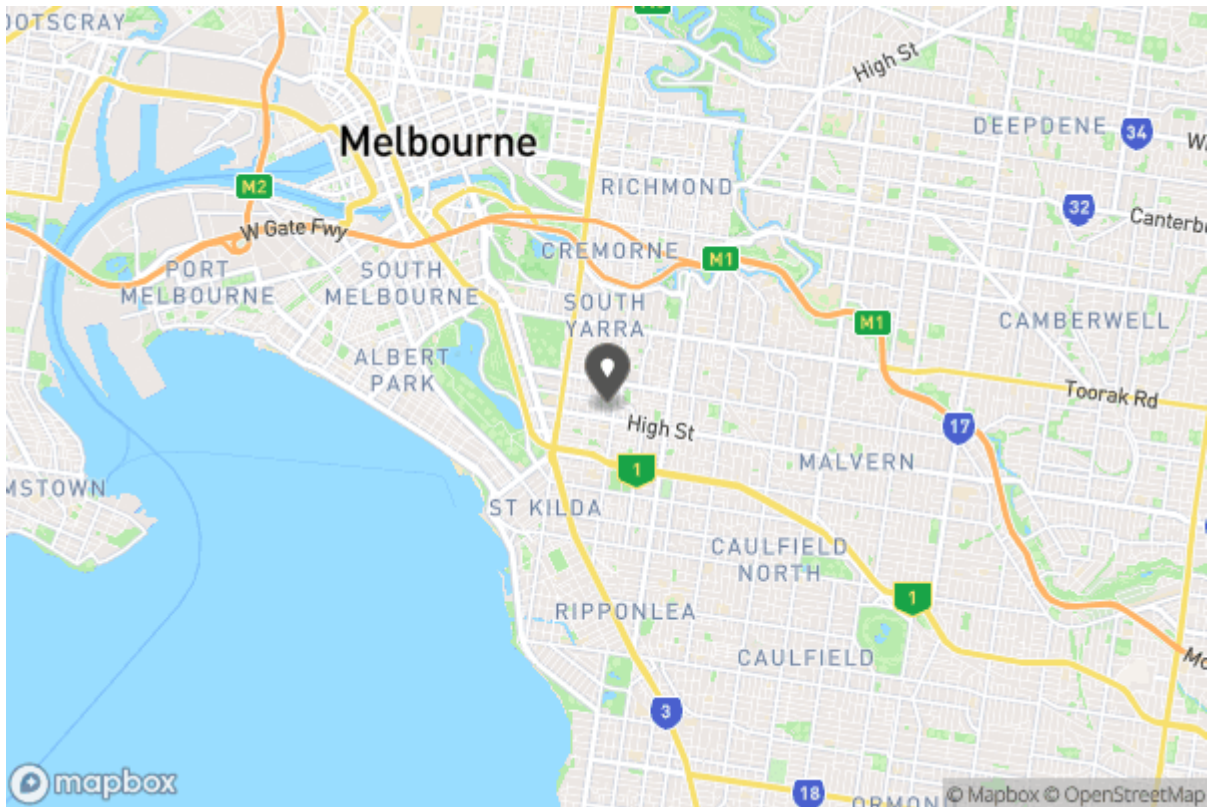 OOTSCRAY
High St
DEEPDENE
34
Melbourne
M2
RICHMOND
32
Canterbu
W Gate Fwy
CREMORNE
M1
PORT
MELBOURNE
SOUTH
MELBOURNE
SOUTH
YARRA
M1
CAMBERWELL
ALBERT
PARK
Toorak Rd
High St
17
MALVERN
1
MSTOWN
ST KILDA
CAULFIELD
NORTH
1
RIPPONLEA
CAULFIELD
Mo
3
18
ORMOND
mapbox
© Mapbox © OpenStreetMap